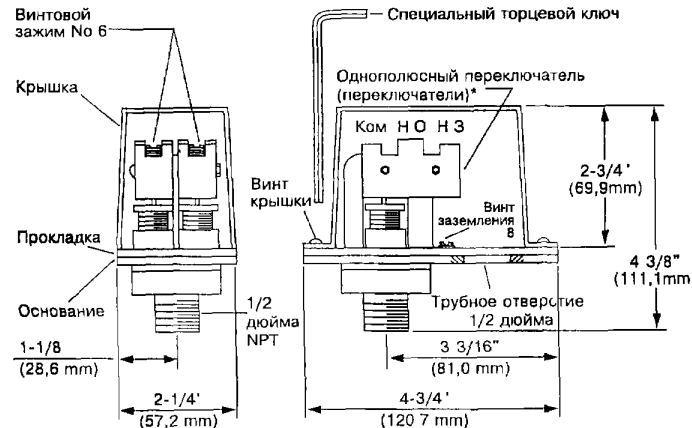 Винтовой
зажим No 6
Специальный торцевой ключ
Крышка
Однополюсный переключатель
(переключатели)*
Ком Н О Н З
2-3/4'
(69,9mm)
Винт
крышки
Винт
заземления
8
Прокладка
4 3/8"
(111,1mm
Основание
1/2
дюйма
NPT
Трубное отверстие
1/2 дюйма
1-1/8
(28,6 mm)
3 3/16"
(81,0 mm)
2-1/4'
(57,2 mm)
4-3/4'
(120 7 mm)